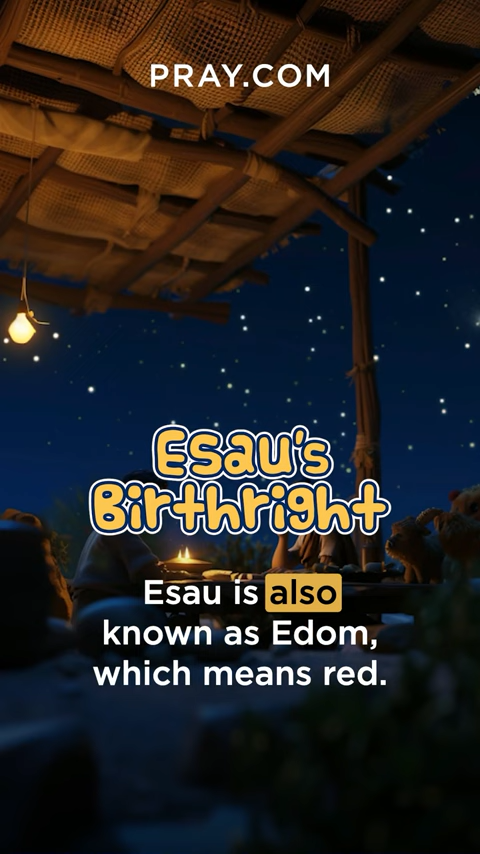 PRAY.COM
Esau's
Birthright
Esau is also
known as Edom,
which means red.